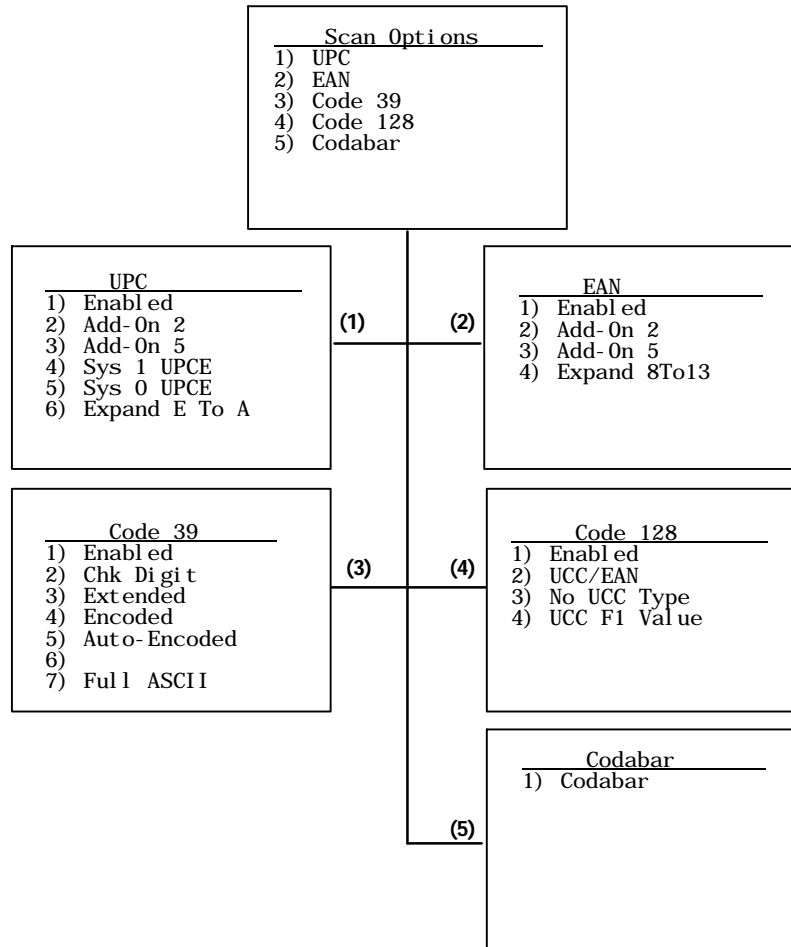 Scan Options
1) UPC
2) EAN
3) Code 39
4) Code 128
5) Codabar
UPC
1) Enabled
2) Add-On 2
3) Add-On 5
4) Sys 1 UPCE
5) Sys 0 UPCE
6) Expand E To A
(1)
(2)
EAN
1) Enabled
2) Add-On 2
3) Add-On 5
4) Expand 8To13
Code 39
1) Enabled
2) Chk Digit
3) Extended
4) Encoded
5) Auto-Encoded
6)
7) Full ASCII
(3)
(4)
Code 128
1) Enabled
2) UCC/EAN
3) No UCC Type
4) UCC F1 Value
(5)
Codabar
1) Codabar